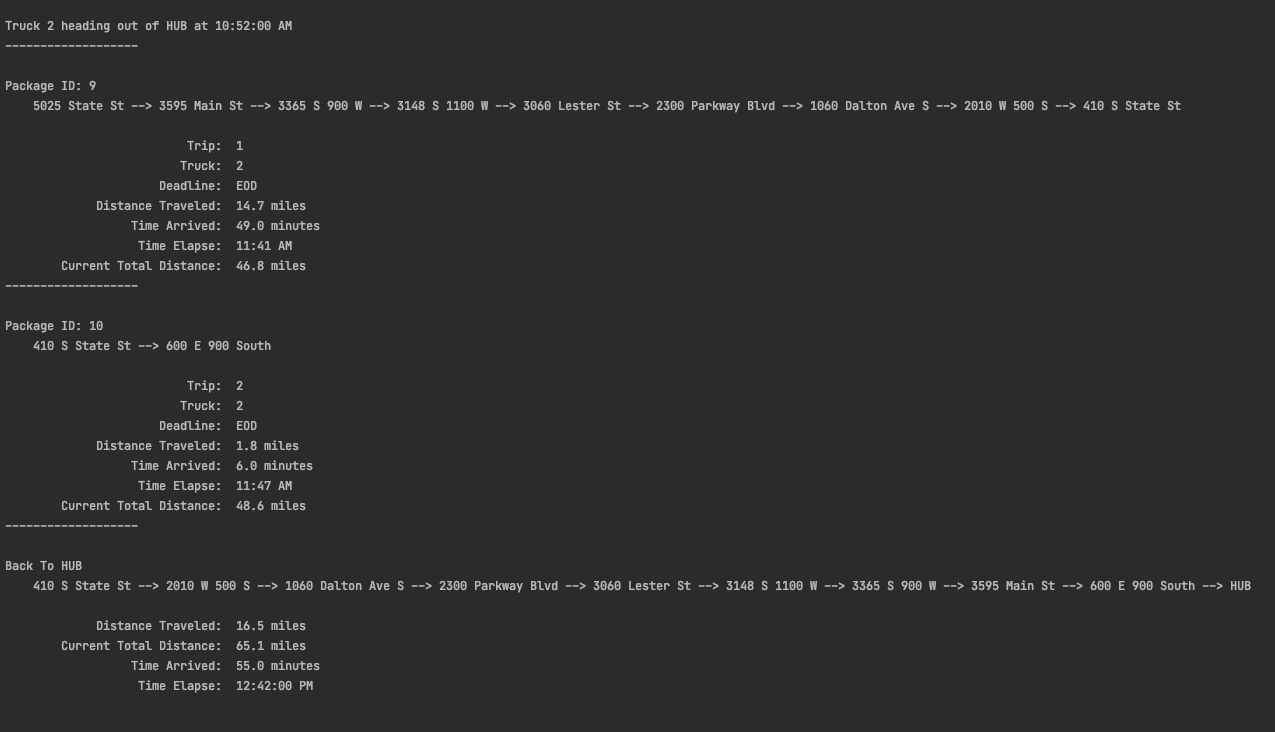 Truck 2 heading out of HUB at 10:52:00 AM
-------------------
Package ID: 9
5025 State St --> 3595 Main St --> 3365 S 900 W --> 3148 S 1100 W --> 3060 Lester St --> 2300 Parkway Blvd --> 1060 Dalton Ave S --> 2010 W 500 S --> 410 S State St
Trip: 1
Truck: 2
Deadline: EOD
Distance Traveled: 14.7 miles
Time Arrived: 49.0 minutes
Time Elapse: 11:41 AM
Current Total Distance: 46.8 miles
-------------------
Package ID: 10
410 S State St --> 600 E 900 South
Trip: 2
Truck: 2
Deadline: EOD
Distance Traveled: 1.8 miles
Time Arrived: 6.0 minutes
Time Elapse: 11:47 AM
Current Total Distance: 48.6 miles
-------------------
Back To HUB
410 S State St --> 2010 W 500 S --> 1060 Dalton Ave S --> 2300 Parkway Blvd --> 3060 Lester St --> 3148 S 1100 W --> 3365 S 900 W --> 3595 Main St --> 600 E 900 South --> HUB
Distance Traveled: 16.5 miles
Current Total Distance: 65.1 miles
Time Arrived: 55.0 minutes
Time Elapse: 12:42:00 PM